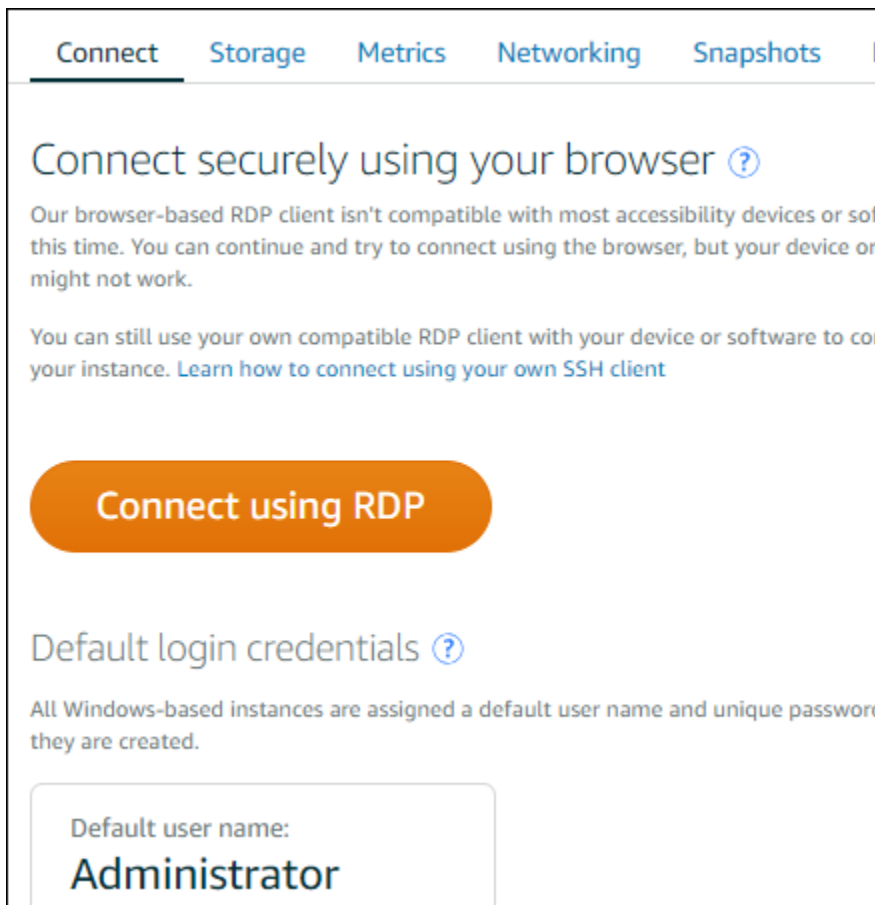 Connect Storage Metrics Networking Snapshots
Connect securely using your browser ?
Our browser-based RDP client isn't compatible with most accessibility devices or
this time. You can continue and try to connect using the browser, but your device or
might not work.
You can still use your own compatible RDP client with your device or software to
your instance. Learn how to connect using your own SSH client
Connect using RDP
Default login credentials ?
All Windows-based instances are assigned a default user name and unique
they are created.
Default user name:
Administrator